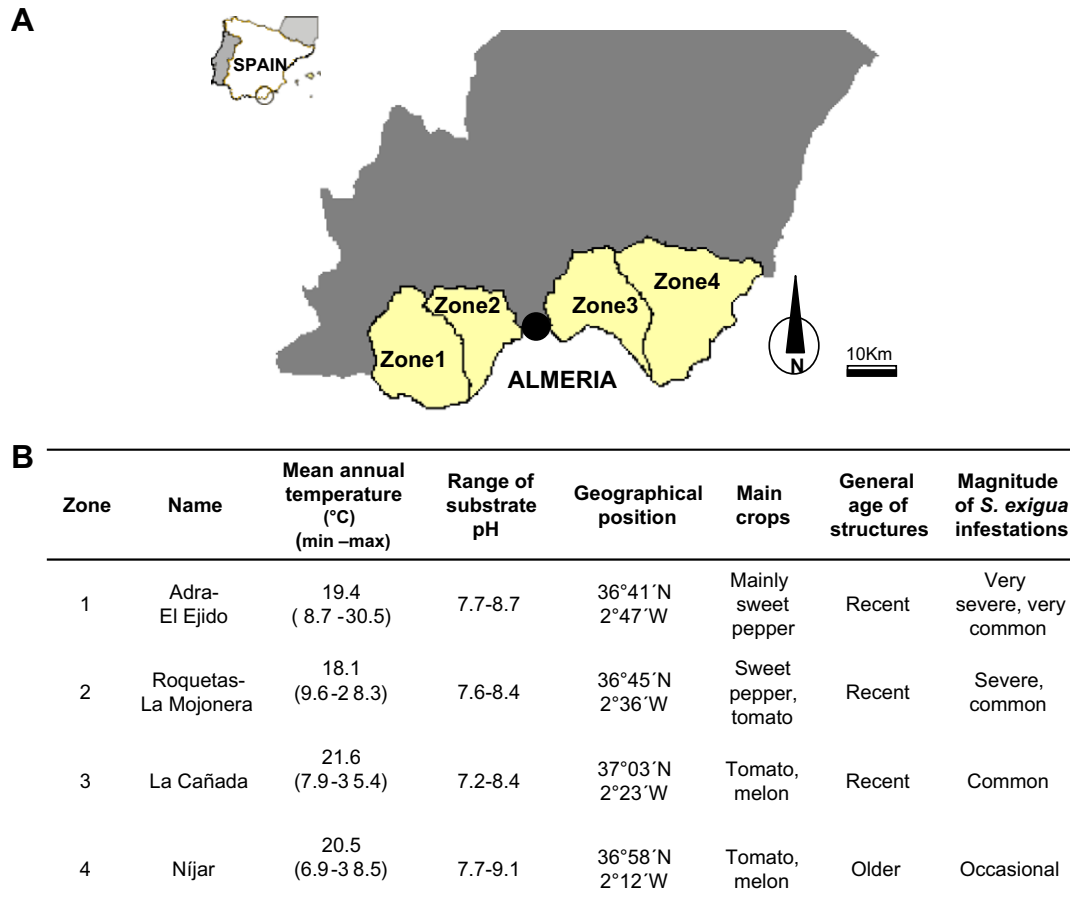 A
SPAIN
Zone1
Zone2
Zone3
Zone4
ALMERIA
N
10Km
B
Zone
Name
Mean annual
temperature
(°C)
(min –max)
Range of
substrate
pH
Geographical
position
Main
crops
General
age of
structures
Magnitude
of S. exigua
infestations
1
Adra-
El Ejido
19.4
( 8.7 -30.5)
7.7-8.7
36°41´N
2°47´W
Mainly
sweet
pepper
Recent
Very
severe, very
common
2
Roquetas-
La Mojonera
18.1
(9.6-2 8.3)
7.6-8.4
36°45´N
2°36´W
Sweet
pepper,
tomato
Recent
Severe,
common
3
La Cañada
21.6
(7.9-3 5.4)
7.2-8.4
37°03´N
2°23´W
Tomato,
melon
Recent
Common
4
Níjar
20.5
(6.9-3 8.5)
7.7-9.1
36°58´N
2°12´W
Tomato,
melon
Older
Occasional